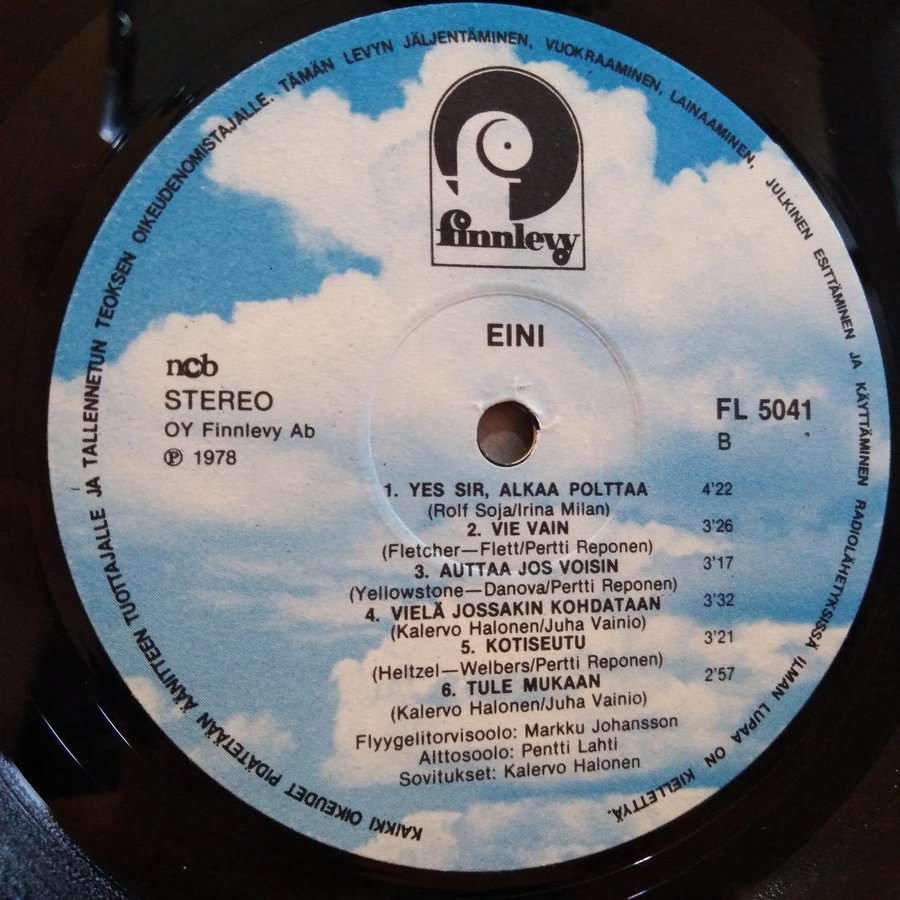 KAIKKI OIKEUDET PIDÄTETÄÄN ÄÄNITTEEN TUOTTAJALLE JA TALLENNETUN TEOKSEN OIKEUDENOMISTAJALLE. TÄMÄN LEVYN JÄLJENTÄMINEN, VUOKRAAMINEN, LAINAAMINEN, JULKINEN ESITTÄMINEN JA KÄYTTÄMINEN RADIOLÄHETYKSISSÄ ILMAN LUPAA ON KIELLETTYÄ.
finnlevy
EINI
ncb
STEREO
OY Finnlevy Ab
℗ 1978
FL 5041
B
1. YES SIR, ALKAA POLTTAA 4'22
(Rolf Soja/Irina Milan)
2. VIE VAIN 3'26
(Fletcher—Flett/Pertti Reponen)
3. AUTTAA JOS VOISIN 3'17
(Yellowstone—Danova/Pertti Reponen)
4. VIELÄ JOSSAKIN KOHDATAAN 3'32
(Kalervo Halonen/Juha Vainio)
5. KOTISEUTU 3'21
(Heltzel—Welbers/Pertti Reponen)
6. TULE MUKAAN 2'57
(Kalervo Halonen/Juha Vainio)
Flyygelitorvisoolo: Markku Johansson
Alttosoolo: Pentti Lahti
Sovitukset: Kalervo Halonen